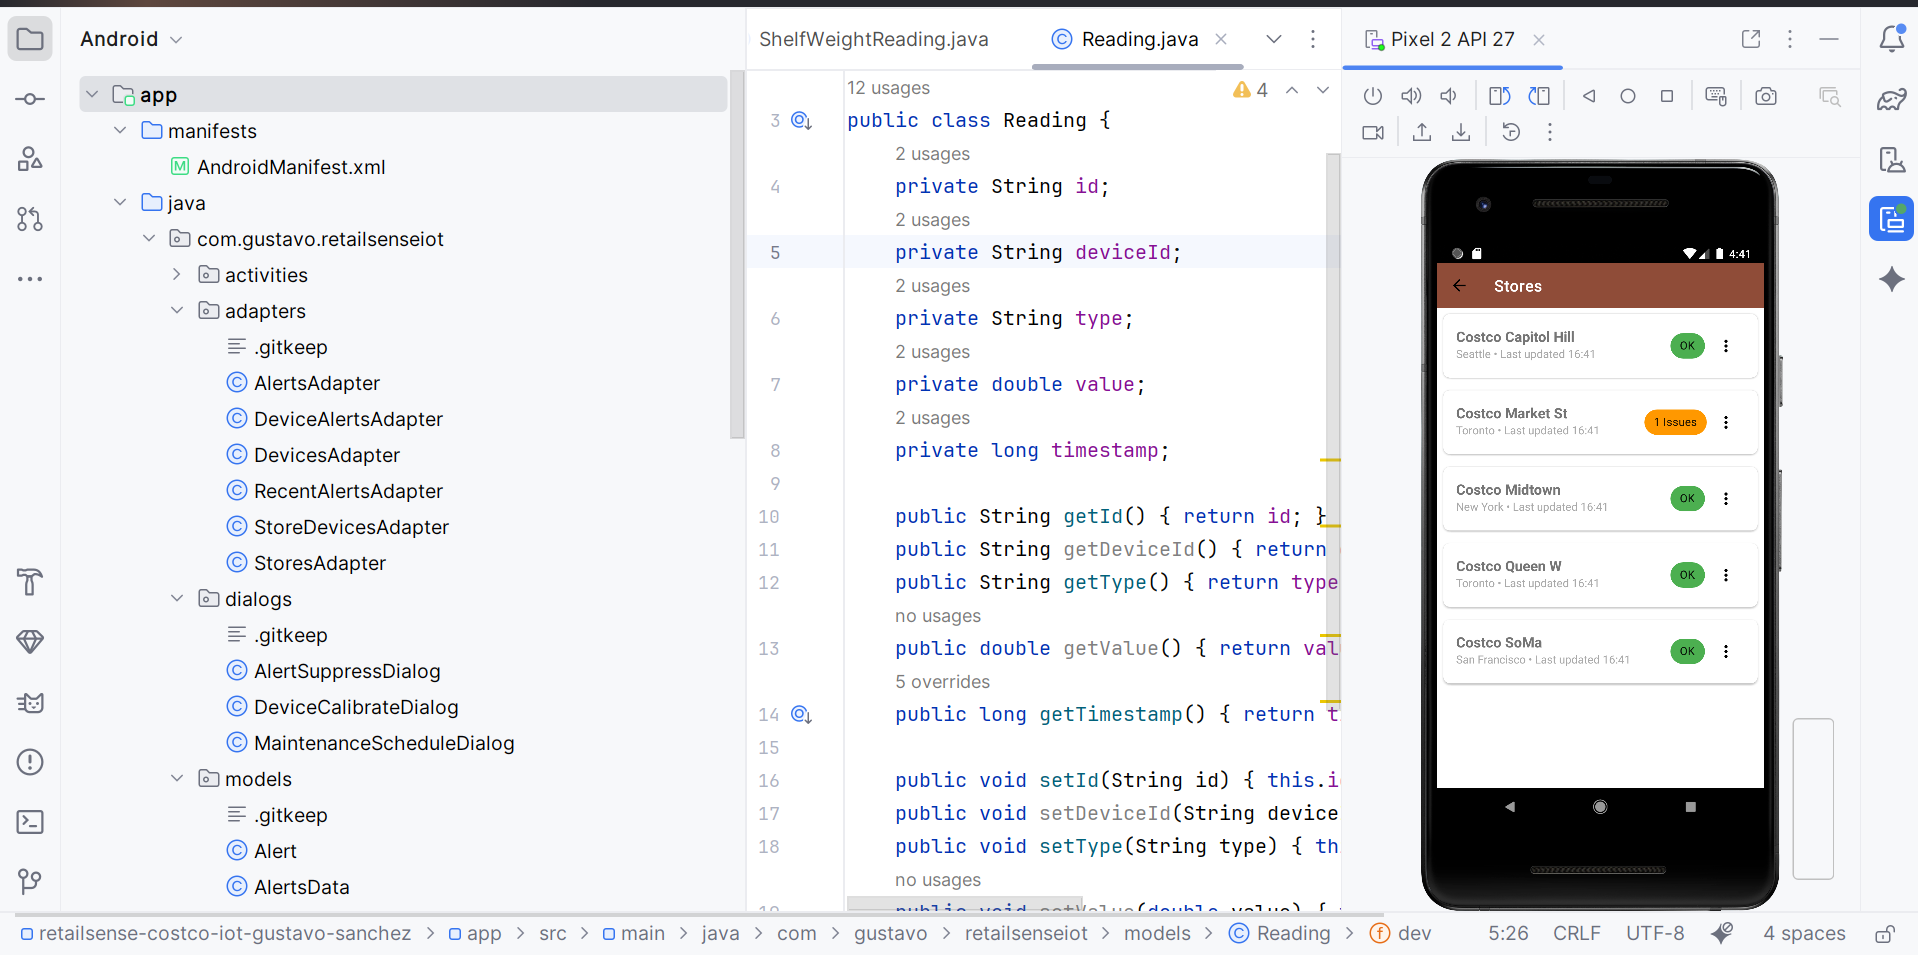 Android
app
manifests
AndroidManifest.xml
java
com.gustavo.retailsenseiot
activities
adapters
.gitkeep
AlertsAdapter
DeviceAlertsAdapter
DevicesAdapter
RecentAlertsAdapter
StoreDevicesAdapter
StoresAdapter
dialogs
.gitkeep
AlertSuppressDialog
DeviceCalibrateDialog
MaintenanceScheduleDialog
models
.gitkeep
Alert
AlertsData
ShelfWeightReading.java
Reading.java
12 usages
4
3 public class Reading {
2 usages
4 private String id;
2 usages
5 private String deviceId;
2 usages
6 private String type;
2 usages
7 private double value;
2 usages
8 private long timestamp;
9
10 public String getId() { return id; }
11 public String getDeviceId() { return
12 public String getType() { return type
no usages
13 public double getValue() { return val
5 overrides
14 public long getTimestamp() { return t
15
16 public void setId(String id) { this.i
17 public void setDeviceId(String device
18 public void setType(String type) { th
no usages
19 public void setValue(double value) {
Pixel 2 API 27
4:41
Stores
Costco Capitol Hill
Seattle • Last updated 16:41
OK
Costco Market St
Toronto • Last updated 16:41
1 Issues
Costco Midtown
New York • Last updated 16:41
OK
Costco Queen W
Toronto • Last updated 16:41
OK
Costco SoMa
San Francisco • Last updated 16:41
OK
retailsense-costco-iot-gustavo-sanchez > app > src > main > java > com > gustavo > retailsenseiot > models > Reading > dev
5:26 CRLF UTF-8 4 spaces